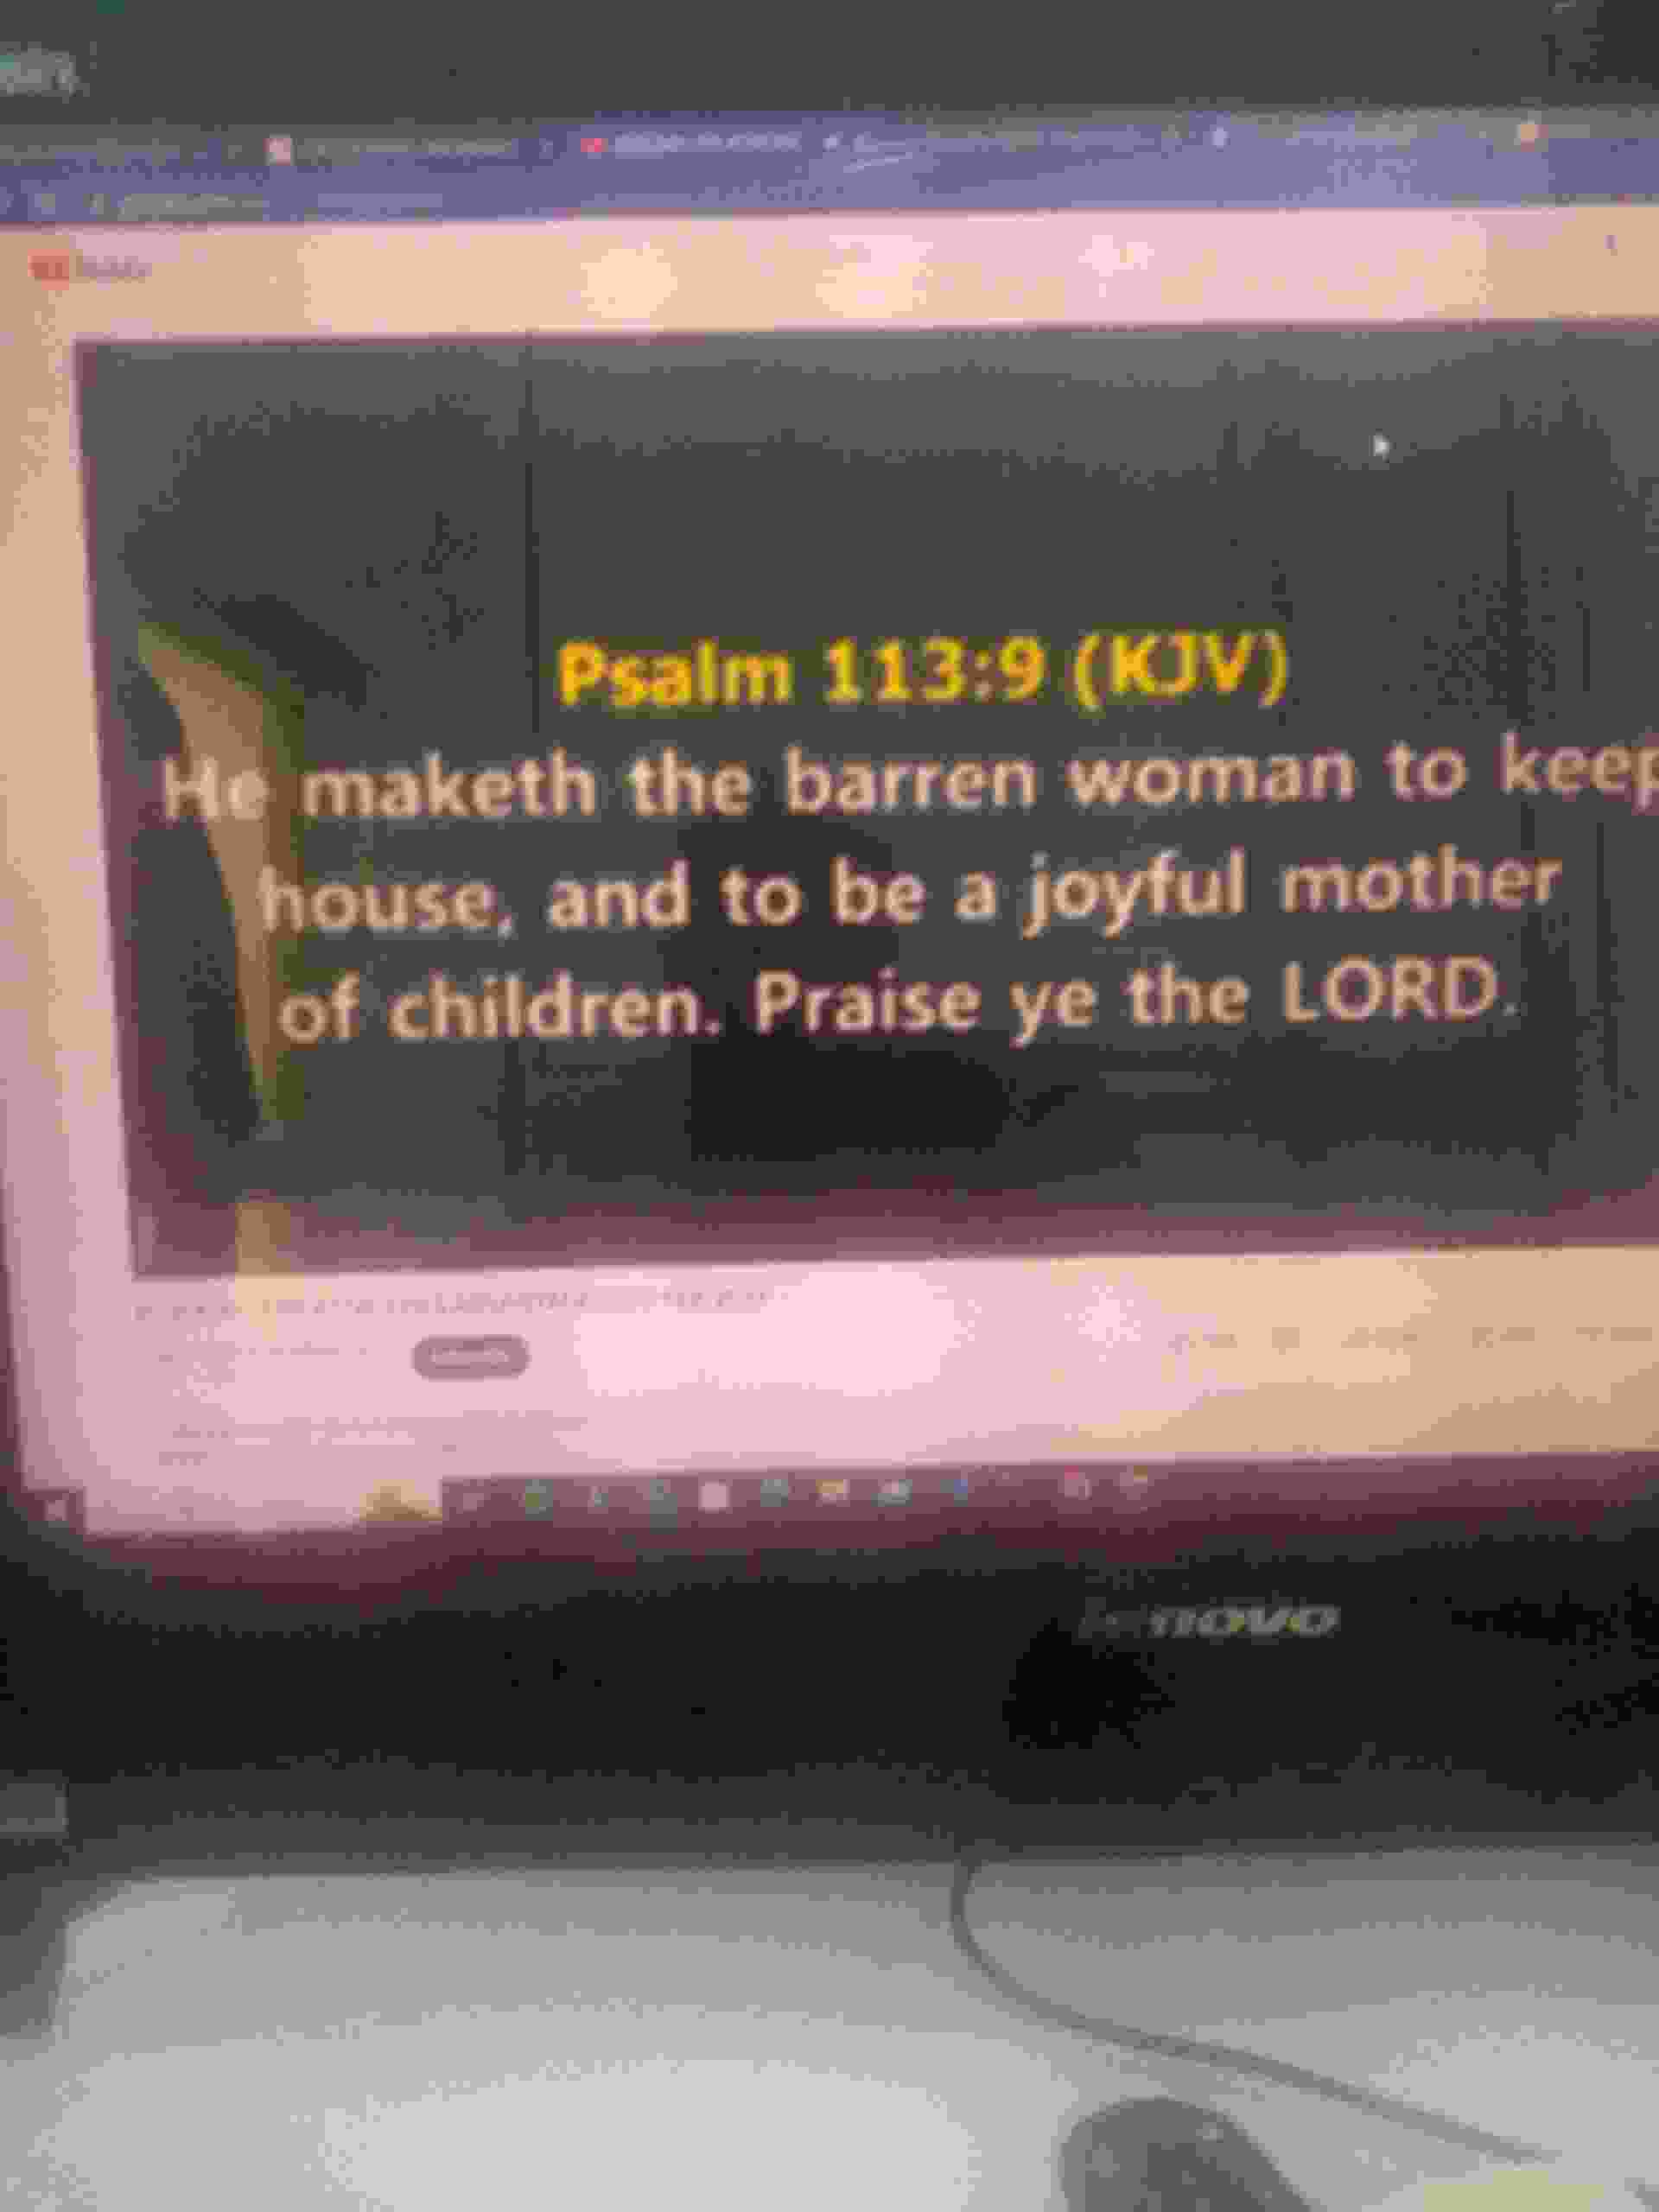 Psalm 113:9 (KJV)
He maketh the barren woman to keep
house, and to be a joyful mother
of children. Praise ye the LORD.
lenovo